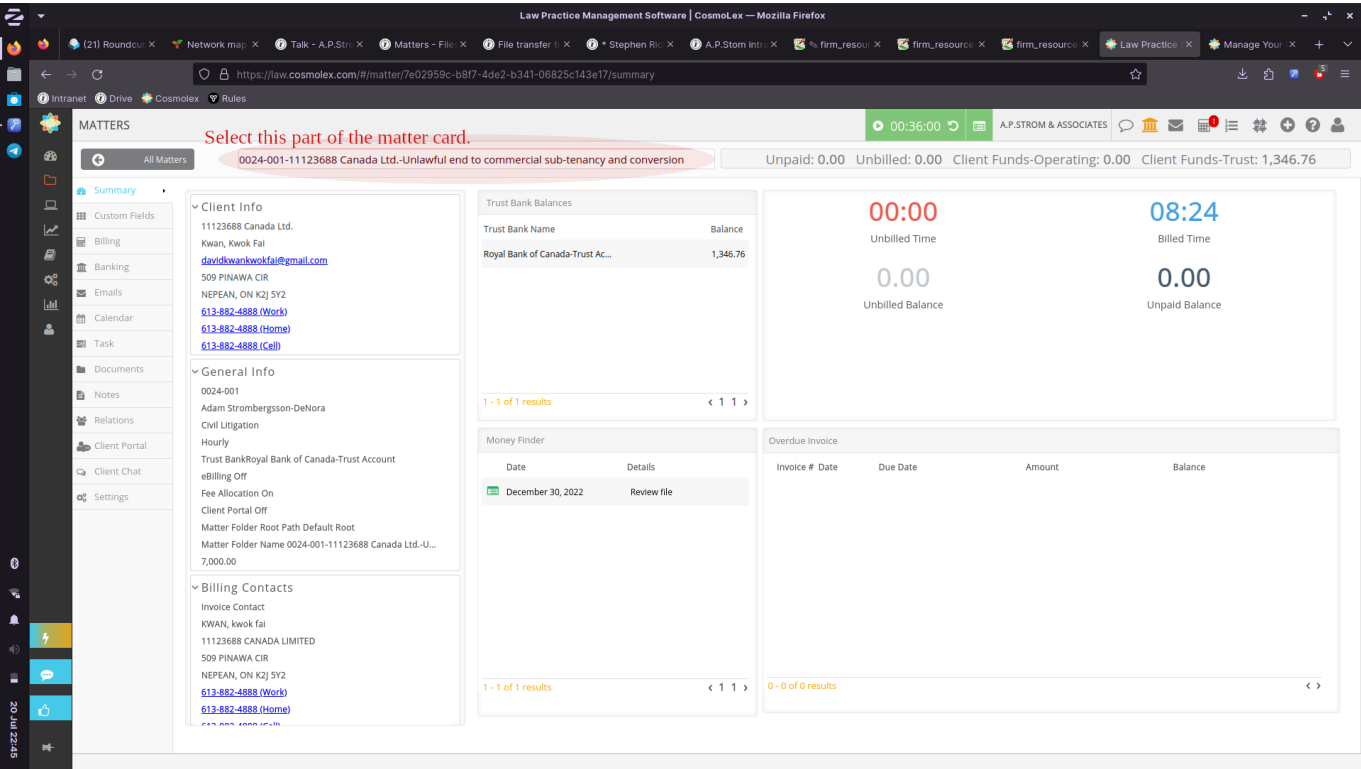 Law Practice Management Software | CosmoLex — Mozilla Firefox
(21) Roundcub
Network map
Talk - A.P.Stro
Matters - Files
File transfer fr
* Stephen Ric
A.P.Stom intra
firm_resour
firm_resource
firm_resource
Law Practice
Manage Your
https://law.cosmolex.com/#/matter/7e02959c-b8f7-4de2-b341-06825c143e17/summary
5
Intranet Drive Cosmolex Rules
MATTERS
Select this part of the matter card.
00:36:00
A.P.STROM & ASSOCIATES
All Matters
0024-001-11123688 Canada Ltd.-Unlawful end to commercial sub-tenancy and conversion
Unpaid: 0.00 Unbilled: 0.00 Client Funds-Operating: 0.00 Client Funds-Trust: 1,346.76
Summary
Custom Fields
Billing
Banking
Emails
Calendar
Task
Documents
Notes
Relations
Client Portal
Client Chat
Settings
Client Info
11123688 Canada Ltd.
Kwan, Kwok Fai
davidkwankwokfai@gmail.com
509 PINAWA CIR
NEPEAN, ON K2J 5Y2
613-882-4888 (Work)
613-882-4888 (Home)
613-882-4888 (Cell)
General Info
0024-001
Adam Strombergsson-DeNora
Civil Litigation
Hourly
Trust BankRoyal Bank of Canada-Trust Account
eBilling Off
Fee Allocation On
Client Portal Off
Matter Folder Root Path Default Root
Matter Folder Name 0024-001-11123688 Canada Ltd.-U...
7,000.00
Billing Contacts
Invoice Contact
KWAN, kwok fai
11123688 CANADA LIMITED
509 PINAWA CIR
NEPEAN, ON K2J 5Y2
613-882-4888 (Work)
613-882-4888 (Home)
613-882-4888 (Cell)
Trust Bank Balances
Trust Bank Name Balance
Royal Bank of Canada-Trust Ac... 1,346.76
1 - 1 of 1 results
1 1
00:00
Unbilled Time
08:24
Billed Time
0.00
Unbilled Balance
0.00
Unpaid Balance
Money Finder
Date Details
December 30, 2022 Review file
1 - 1 of 1 results
1 1
Overdue Invoice
Invoice # Date Due Date Amount Balance
0 - 0 of 0 results
20 Jul 22:45